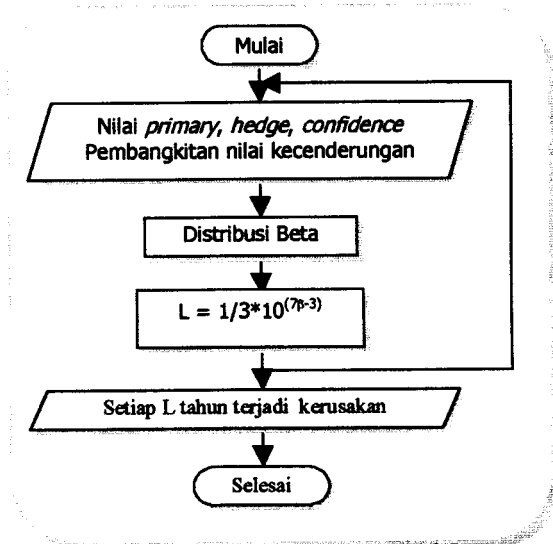 Mulai
Nilai primary, hedge, confidence
Pembangkitan nilai kecenderungan
Distribusi Beta
L = 1/3*10^(7β-3)
Setiap L tahun terjadi kerusakan
Selesai